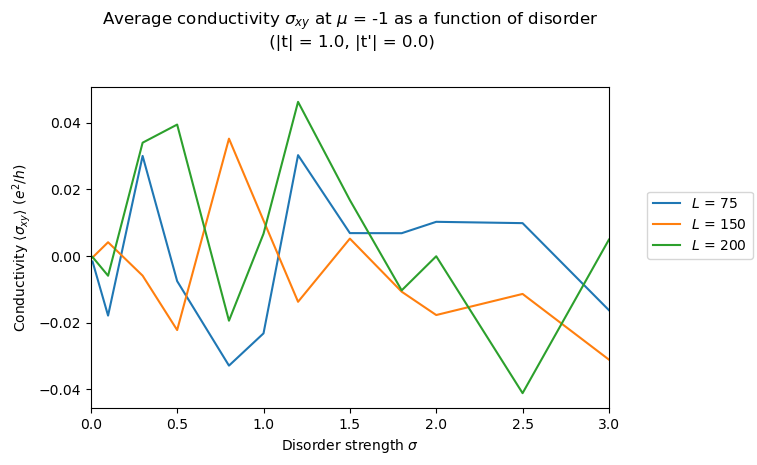 Average conductivity σxy at μ = -1 as a function of disorder
(|t| = 1.0, |t'| = 0.0)
0.04
0.02
0.00
−0.02
−0.04
Conductivity ⟨σxy⟩ (e²/h)
0.0 0.5 1.0 1.5 2.0 2.5 3.0
Disorder strength σ
L = 75
L = 150
L = 200